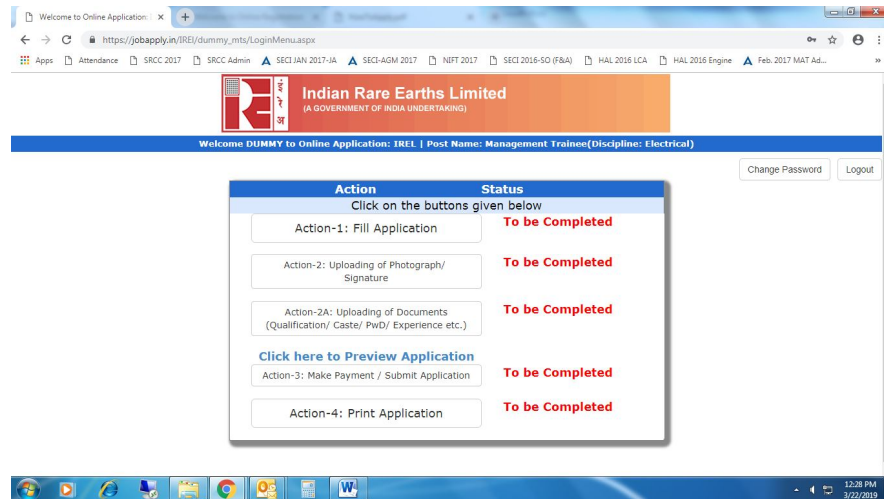 Welcome to Online Application: I
https://jobapply.in/IREl/dummy_mts/LoginMenu.aspx
Apps Attendance SRCC 2017 SRCC Admin SECI JAN 2017-JA SECI-AGM 2017 NIFT 2017 SECI 2016-SO (F&A) HAL 2016 LCA HAL 2016 Engine Feb. 2017 MAT Ad... »
इं
रे
अ
Indian Rare Earths Limited
(A GOVERNMENT OF INDIA UNDERTAKING)
Welcome DUMMY to Online Application: IREL | Post Name: Management Trainee(Discipline: Electrical)
Change Password Logout
Action Status
Click on the buttons given below
Action-1: Fill Application To be Completed
Action-2: Uploading of Photograph/ To be Completed
Signature
Action-2A: Uploading of Documents To be Completed
(Qualification/ Caste/ PwD/ Experience etc.)
Click here to Preview Application
Action-3: Make Payment / Submit Application To be Completed
Action-4: Print Application To be Completed
12:28 PM
3/22/2019